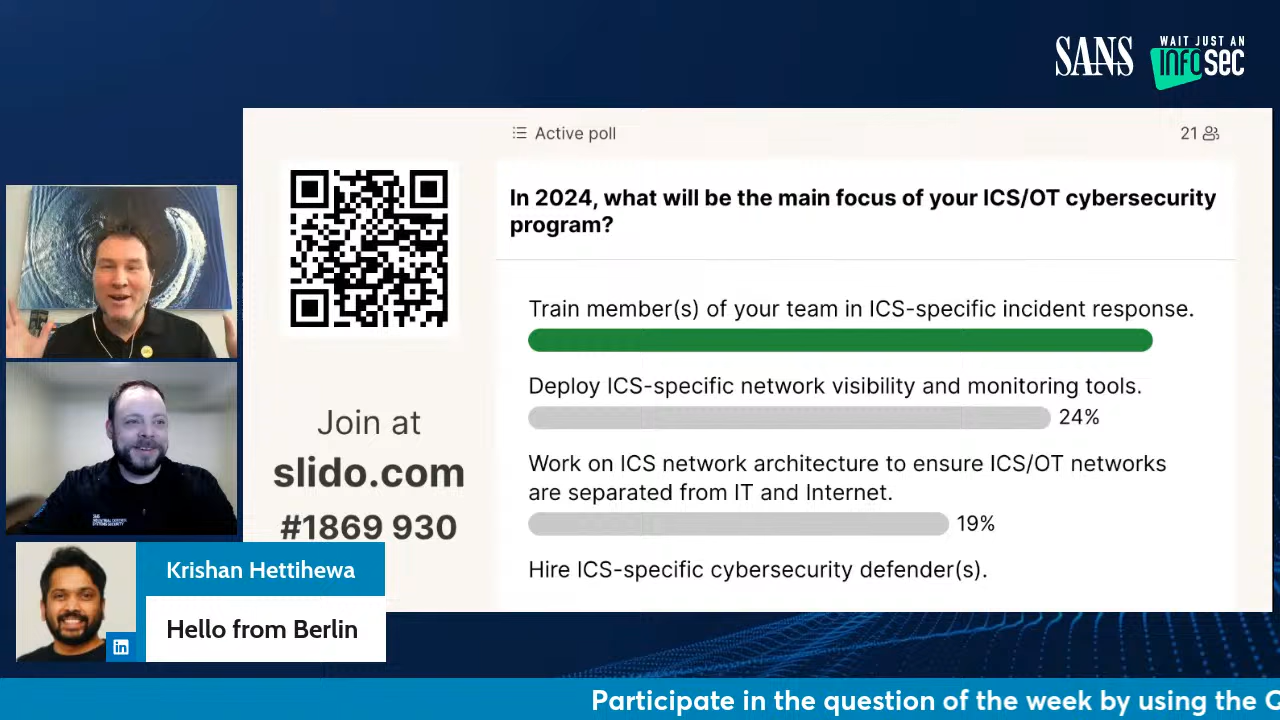 SANS
WAIT JUST AN
INFOSEC
Active poll
21
In 2024, what will be the main focus of your ICS/OT cybersecurity
program?
Train member(s) of your team in ICS-specific incident response.
Deploy ICS-specific network visibility and monitoring tools.
24%
Work on ICS network architecture to ensure ICS/OT networks
are separated from IT and Internet.
19%
Hire ICS-specific cybersecurity defender(s).
Join at
slido.com
#1869 930
Krishan Hettihewa
in
Hello from Berlin
Participate in the question of the week by using the